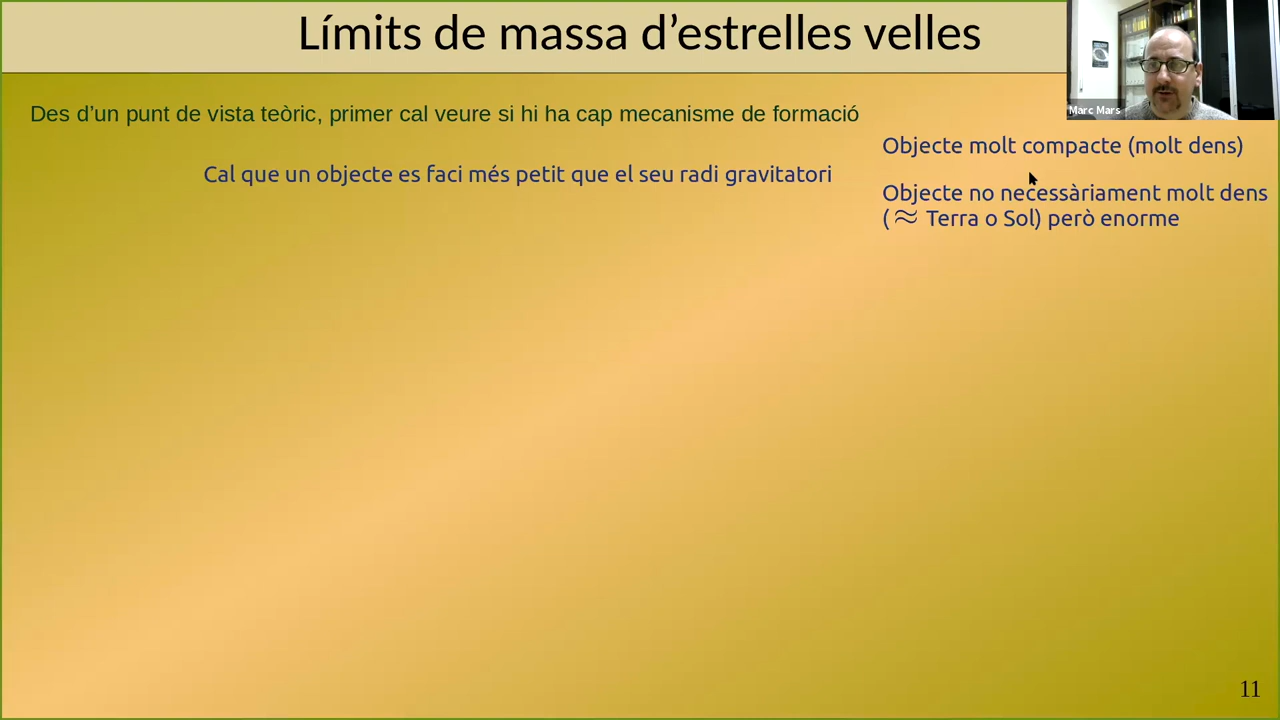 Límits de massa d’estrelles velles
Marc Mars
Des d’un punt de vista teòric, primer cal veure si hi ha cap mecanisme de formació
Cal que un objecte es faci més petit que el seu radi gravitatori
Objecte molt compacte (molt dens)
Objecte no necessàriament molt dens
( ≈ Terra o Sol) però enorme
11